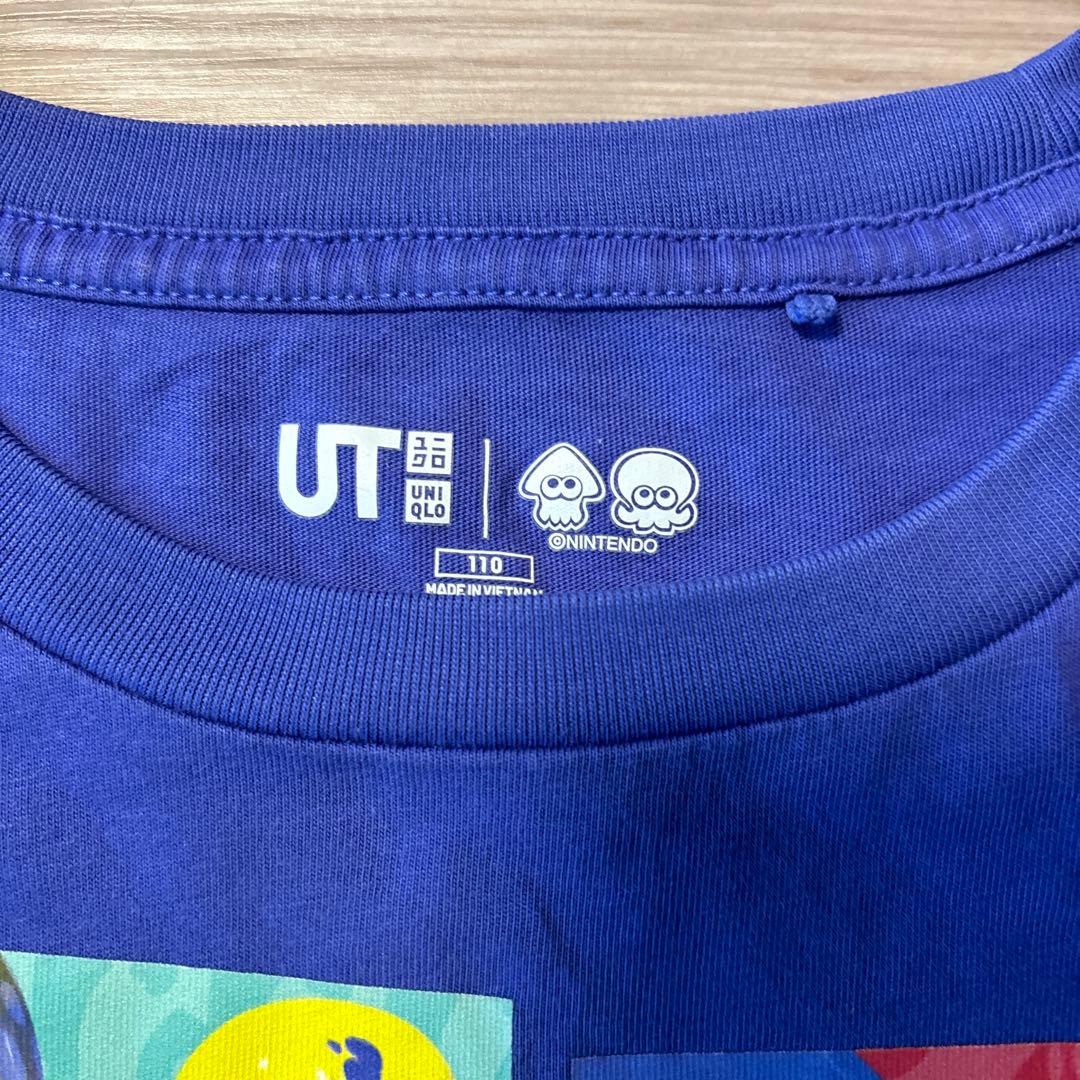 UT
ユニ
クロ
UNI
QLO
©NINTENDO
110
MADE IN VIETNAM